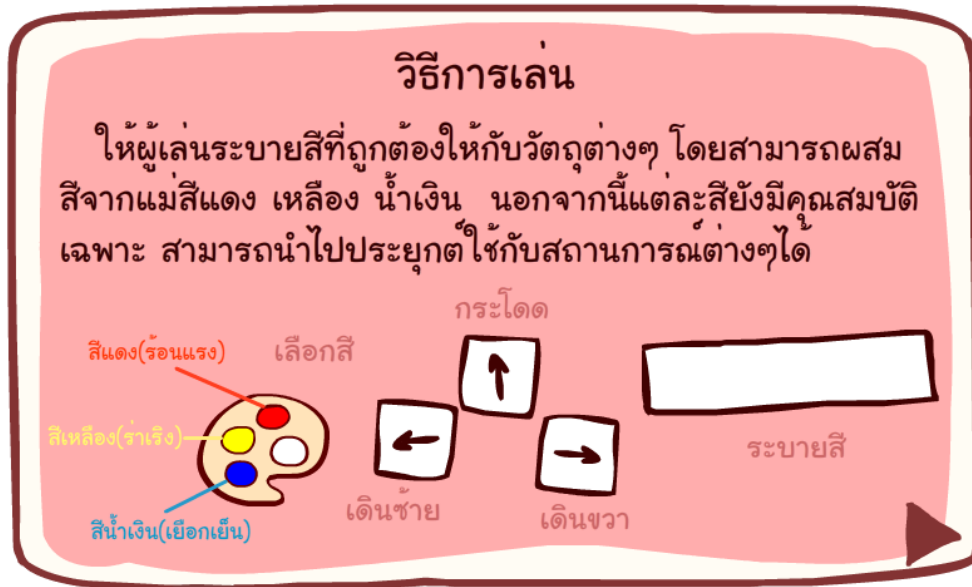 วิธีการเล่น
ให้ผู้เล่นระบายสีที่ถูกต้องให้กับวัตถุต่างๆ โดยสามารถผสม
สีจากแม่สีแดง เหลือง น้ำเงิน นอกจากนี้แต่ละสียังมีคุณสมบัติ
เฉพาะ สามารถนำไปประยุกต์ใช้กับสถานการณ์ต่างๆได้
กระโดด
สีแดง(ร้อนแรง)
เลือกสี
สีเหลือง(ร่าเริง)
ระบายสี
เดินซ้าย
เดินขวา
สีน้ำเงิน(เยือกเย็น)